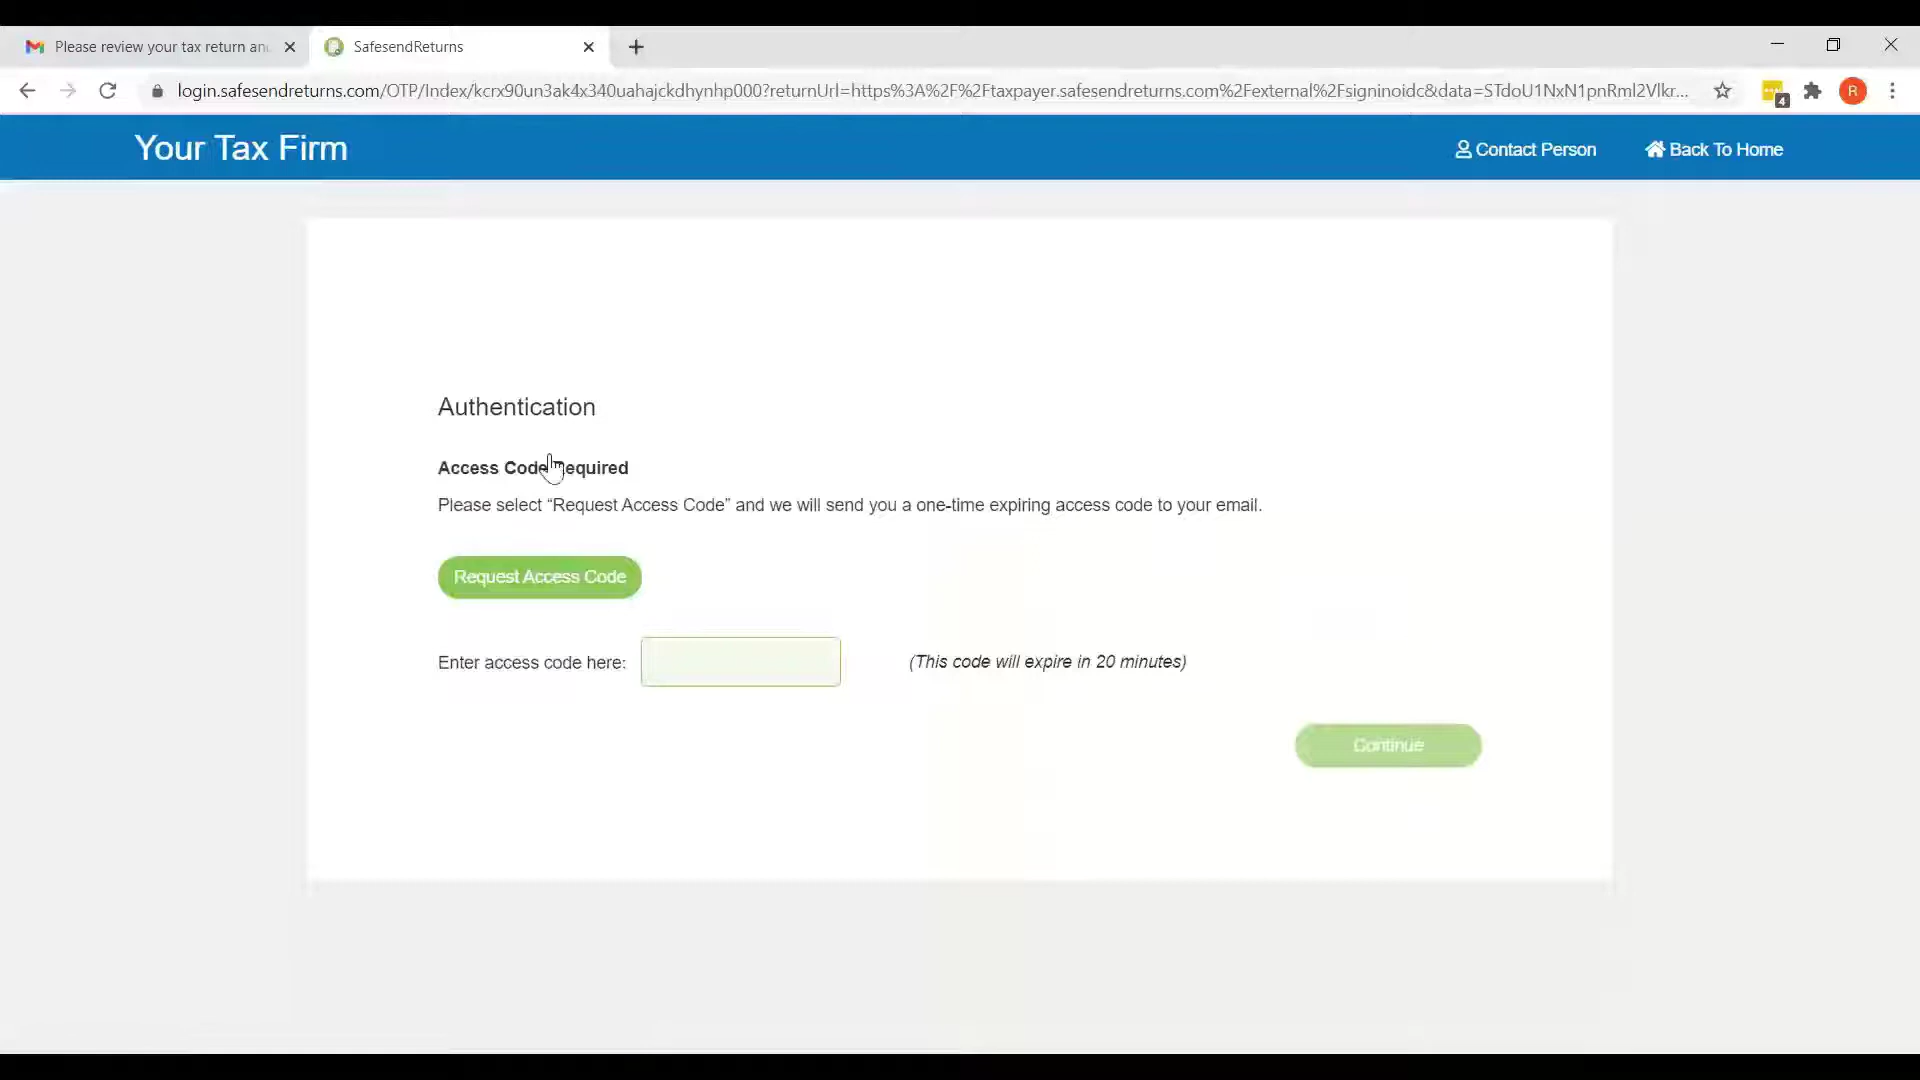 Please review your tax return an
SafesendReturns
login.safesendreturns.com/OTP/Index/kcrx90un3ak4x340uahajckdhynhp000?returnUrl=https%3A%2F%2Ftaxpayer.safesendreturns.com%2Fexternal%2Fsigninoidc&data=STdoU1NxN1pnRml2Vlkr...
4
R
Your Tax Firm
Contact Person
Back To Home
Authentication
Access Code Required
Please select “Request Access Code” and we will send you a one-time expiring access code to your email.
Request Access Code
Enter access code here:
(This code will expire in 20 minutes)
Continue